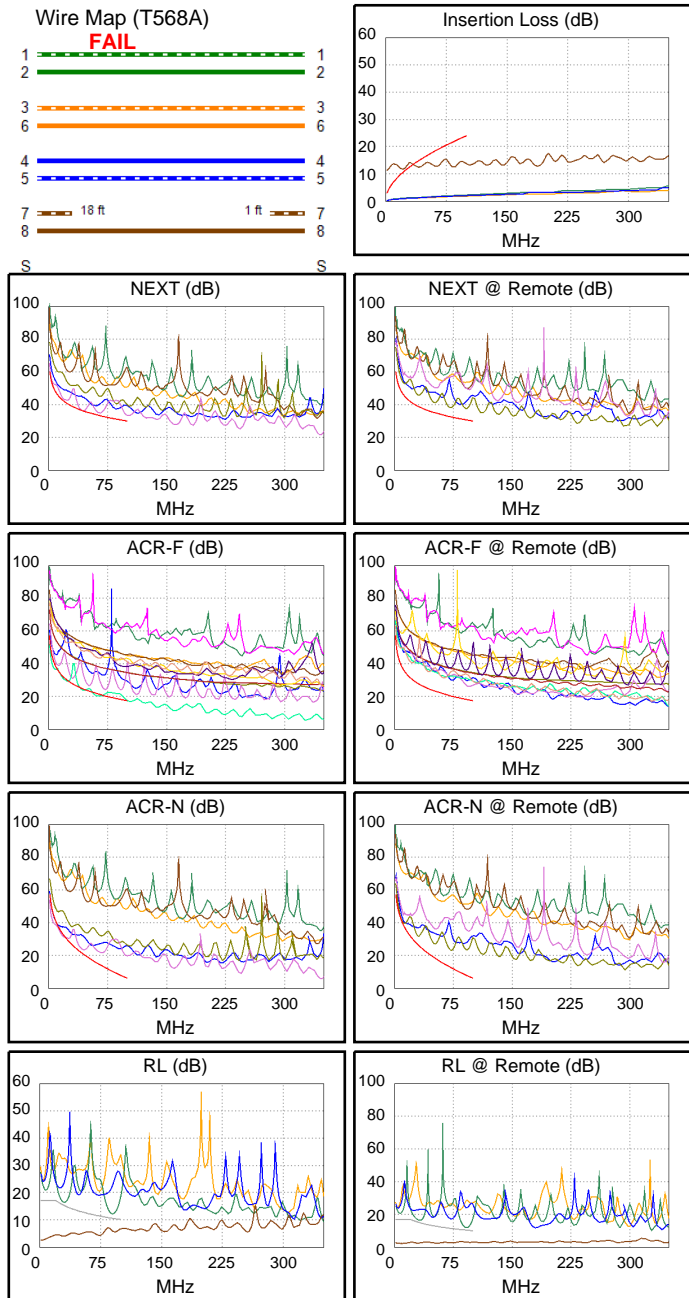 Wire Map (T568A)
FAIL
1 1
2 2
3 3
6 6
4 4
5 5
7 18 ft 1 ft 7
8 8
S S
Insertion Loss (dB)
60
50
40
30
20
10
0
0 75 150 225 300
MHz
NEXT (dB)
100
80
60
40
20
0
0 75 150 225 300
MHz
NEXT @ Remote (dB)
100
80
60
40
20
0
0 75 150 225 300
MHz
ACR-F (dB)
100
80
60
40
20
0
0 75 150 225 300
MHz
ACR-F @ Remote (dB)
100
80
60
40
20
0
0 75 150 225 300
MHz
ACR-N (dB)
100
80
60
40
20
0
0 75 150 225 300
MHz
ACR-N @ Remote (dB)
100
80
60
40
20
0
0 75 150 225 300
MHz
RL (dB)
60
50
40
30
20
10
0
0 75 150 225 300
MHz
RL @ Remote (dB)
100
80
60
40
20
0
0 75 150 225 300
MHz